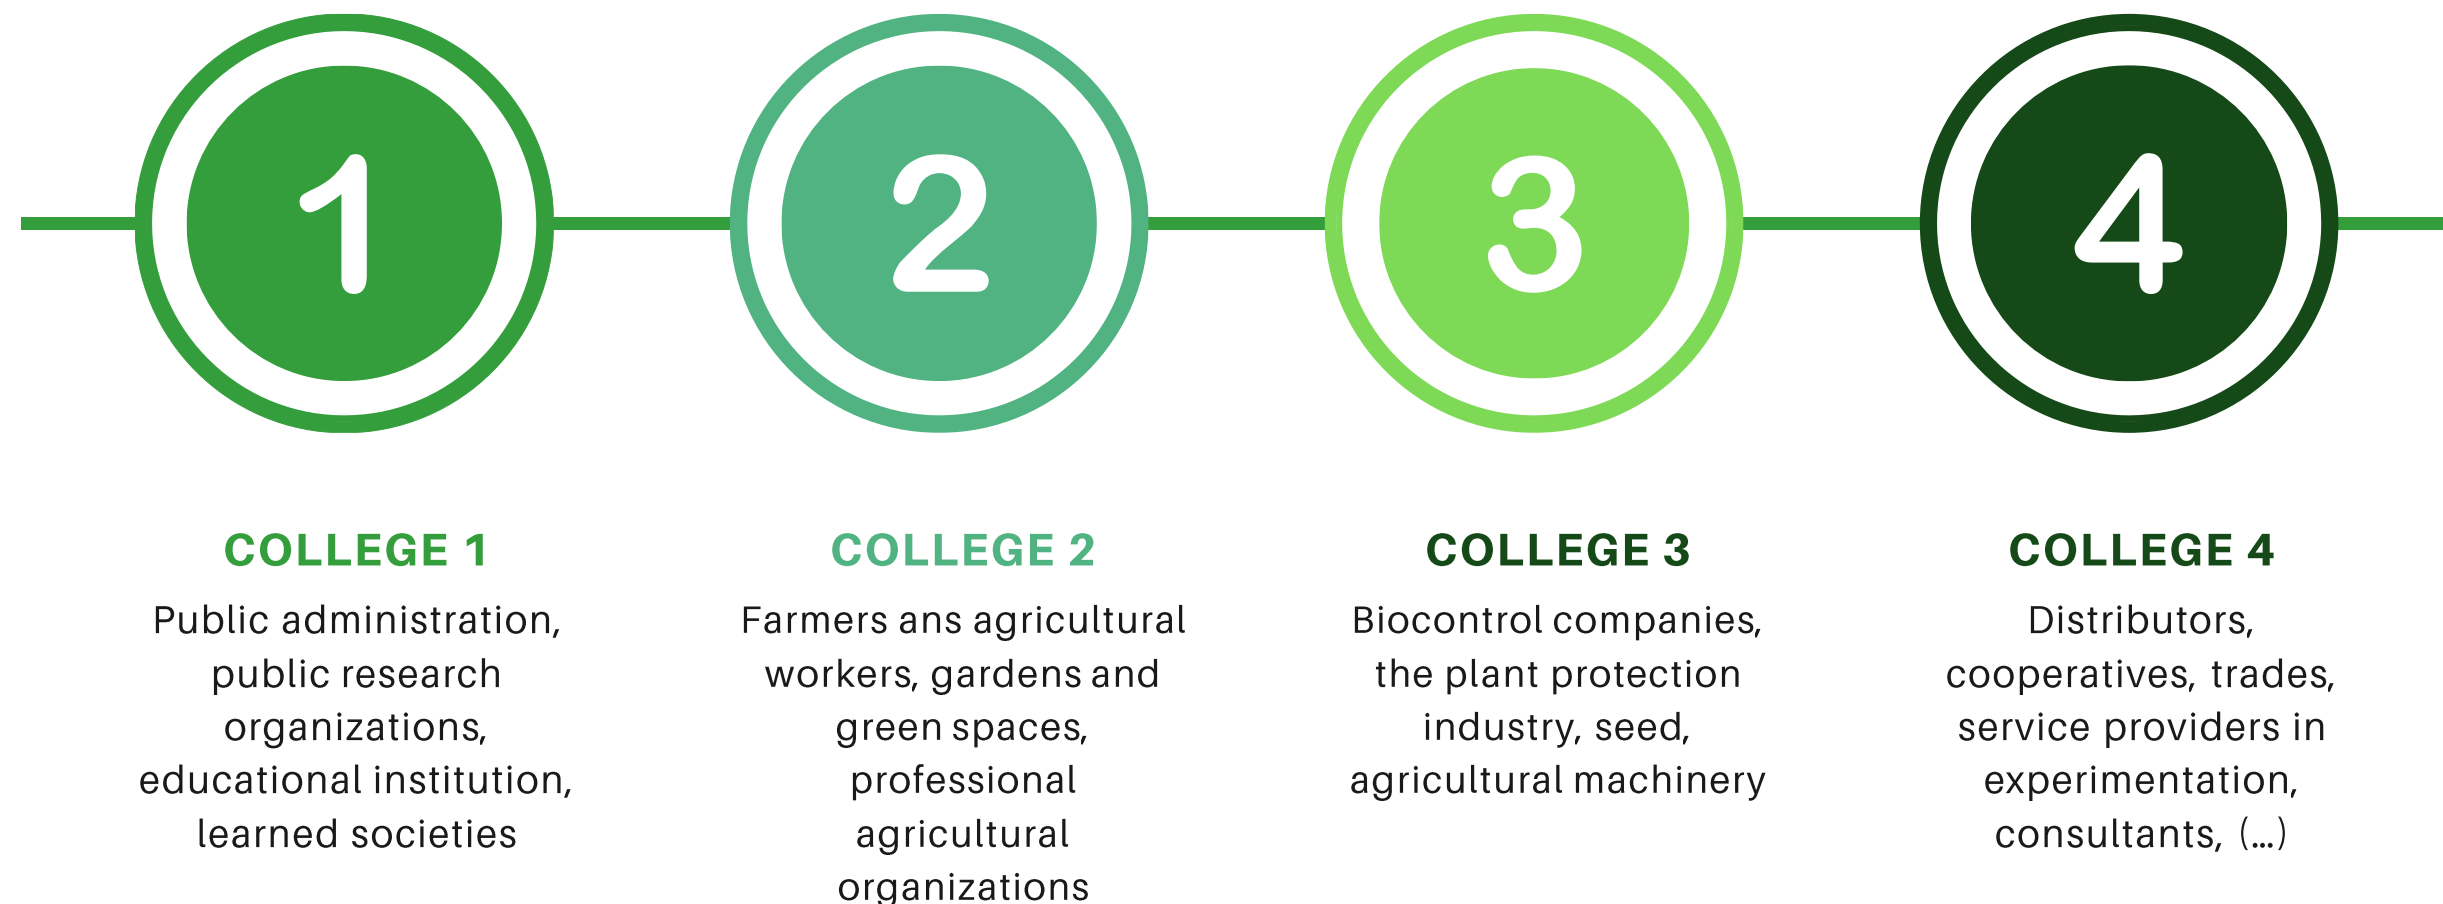 1
2
3
4
COLLEGE 1
Public administration,
public research
organizations,
educational institution,
learned societies
COLLEGE 2
Farmers ans agricultural
workers, gardens and
green spaces,
professional
agricultural
organizations
COLLEGE 3
Biocontrol companies,
the plant protection
industry, seed,
agricultural machinery
COLLEGE 4
Distributors,
cooperatives, trades,
service providers in
experimentation,
consultants, (...)